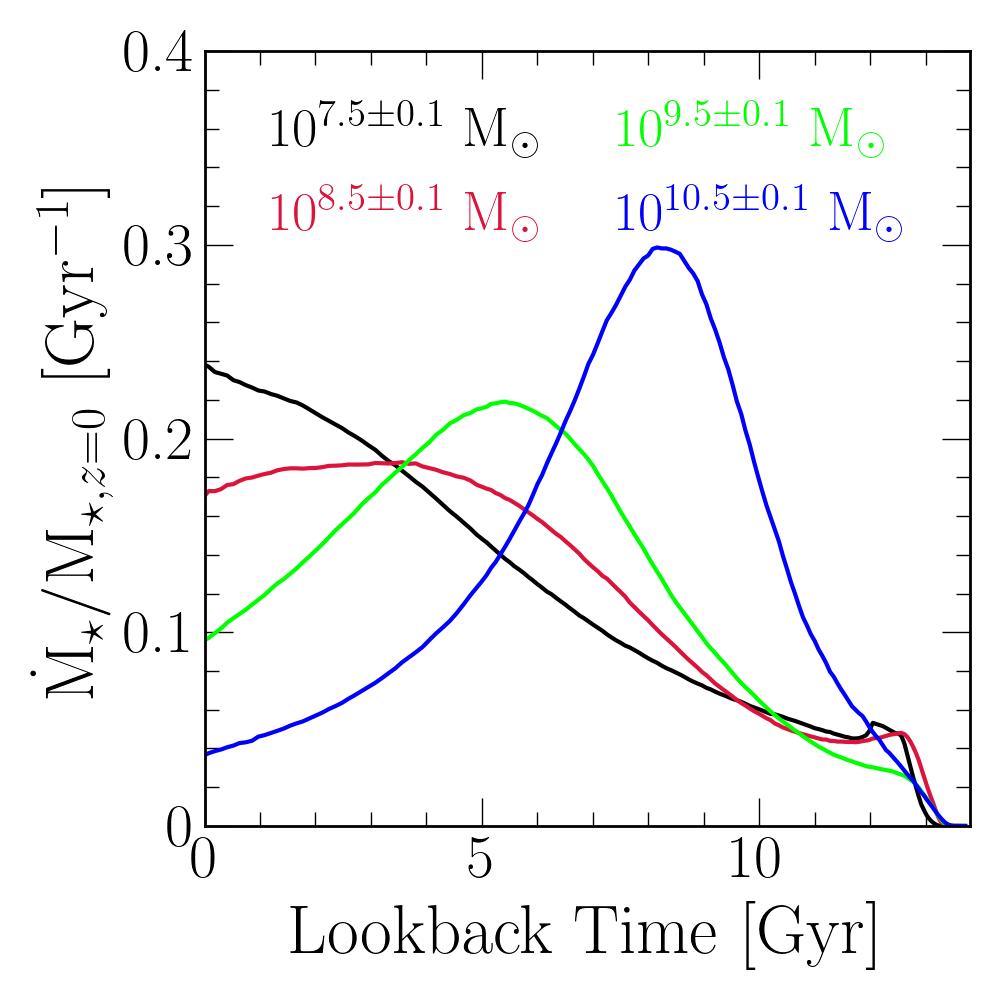 0.4
10^{7.5±0.1} M_⊙ 10^{9.5±0.1} M_⊙
10^{8.5±0.1} M_⊙ 10^{10.5±0.1} M_⊙
0.3
0.2
0.1
0
Ṁ_⋆/M_{⋆,z=0} [Gyr^{−1}]
0 5 10
Lookback Time [Gyr]